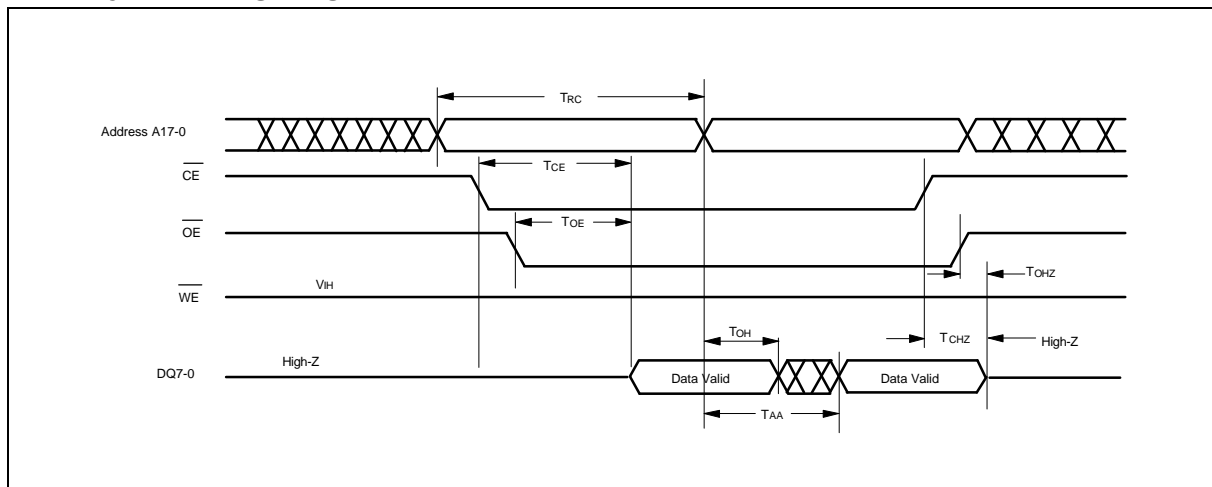 TRC
Address A17-0
TCE
CE
TOE
OE
TOHZ
VIH
WE
TOH
TCHZ
High-Z
High-Z
DQ7-0
Data Valid
Data Valid
TAA